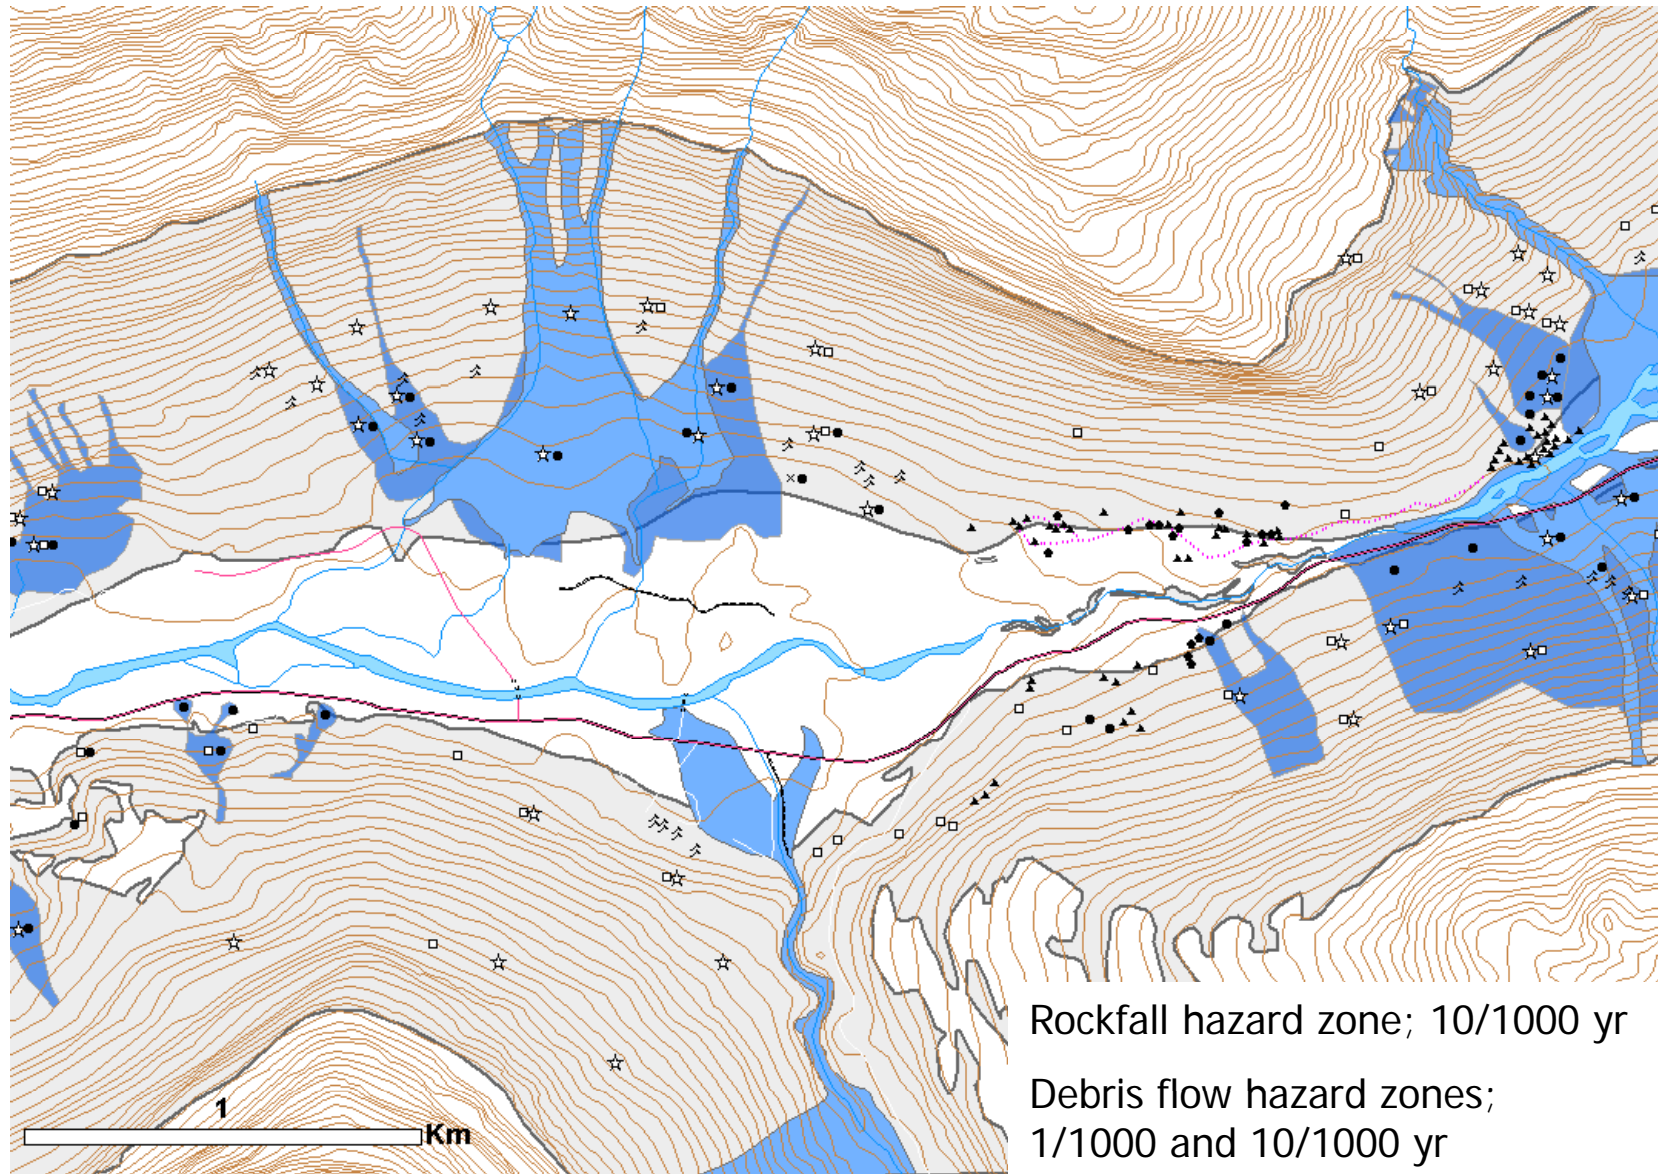 Rockfall hazard zone; 10/1000 yr
Debris flow hazard zones;
1/1000 and 10/1000 yr
1
Km